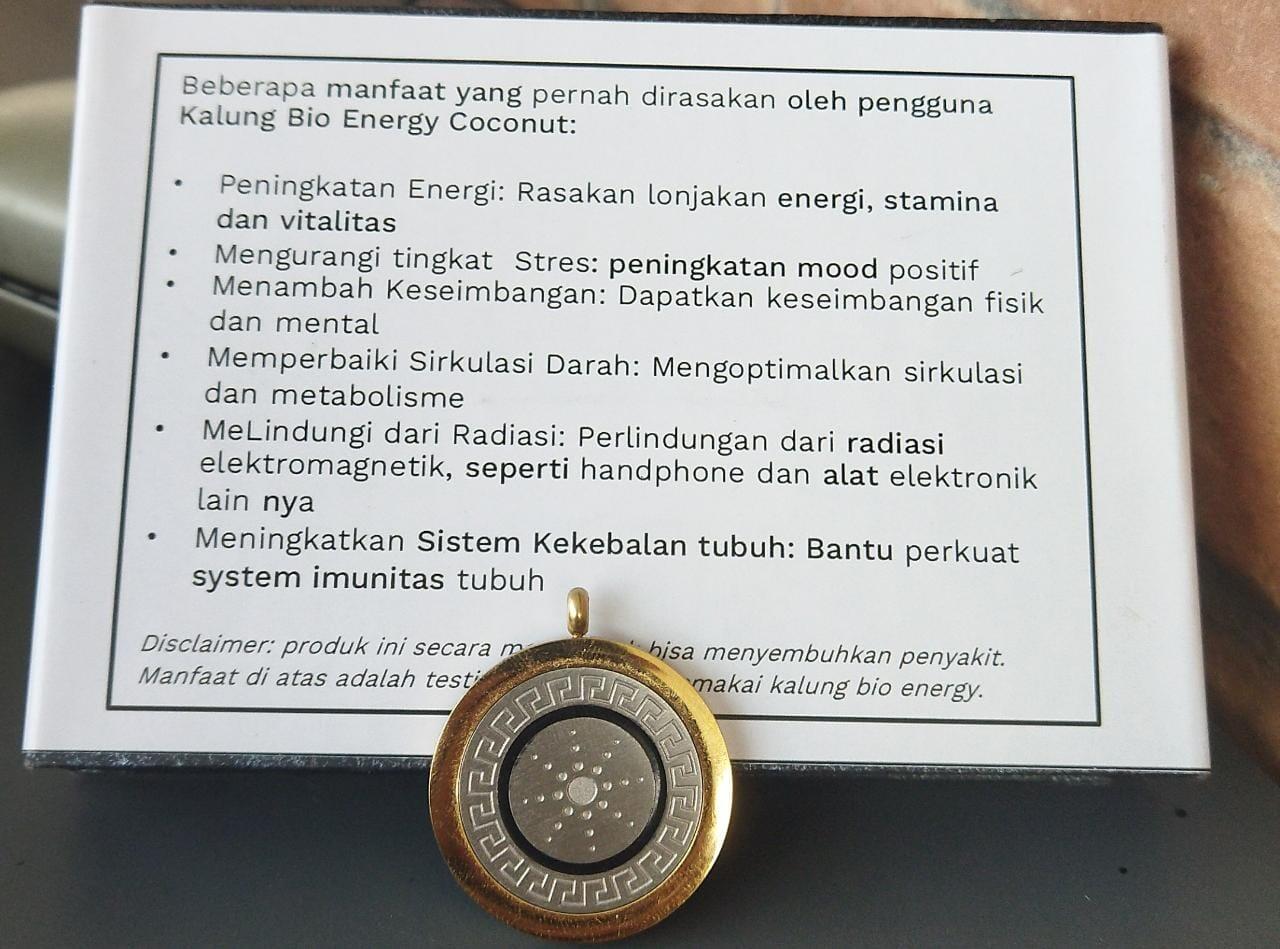 Beberapa manfaat yang pernah dirasakan oleh pengguna
Kalung Bio Energy Coconut:
• Peningkatan Energi: Rasakan lonjakan energi, stamina
dan vitalitas
• Mengurangi tingkat Stres: peningkatan mood positif
• Menambah Keseimbangan: Dapatkan keseimbangan fisik
dan mental
• Memperbaiki Sirkulasi Darah: Mengoptimalkan sirkulasi
dan metabolisme
• MeLindungi dari Radiasi: Perlindungan dari radiasi
elektromagnetik, seperti handphone dan alat elektronik
lain nya
• Meningkatkan Sistem Kekebalan tubuh: Bantu perkuat
system imunitas tubuh
Disclaimer: produk ini secara bisa menyembuhkan penyakit.
Manfaat di atas adalah kalung bio energy.